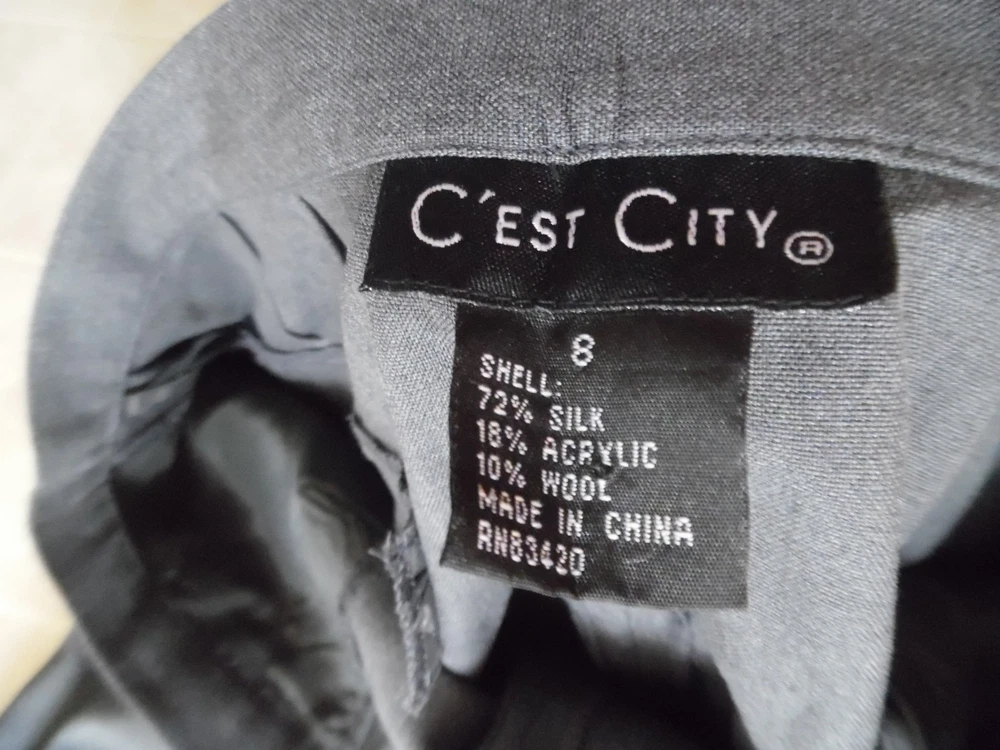 C'EST CITY®
8
SHELL:
72% SILK
18% ACRYLIC
10% WOOL
MADE IN CHINA
RN83420